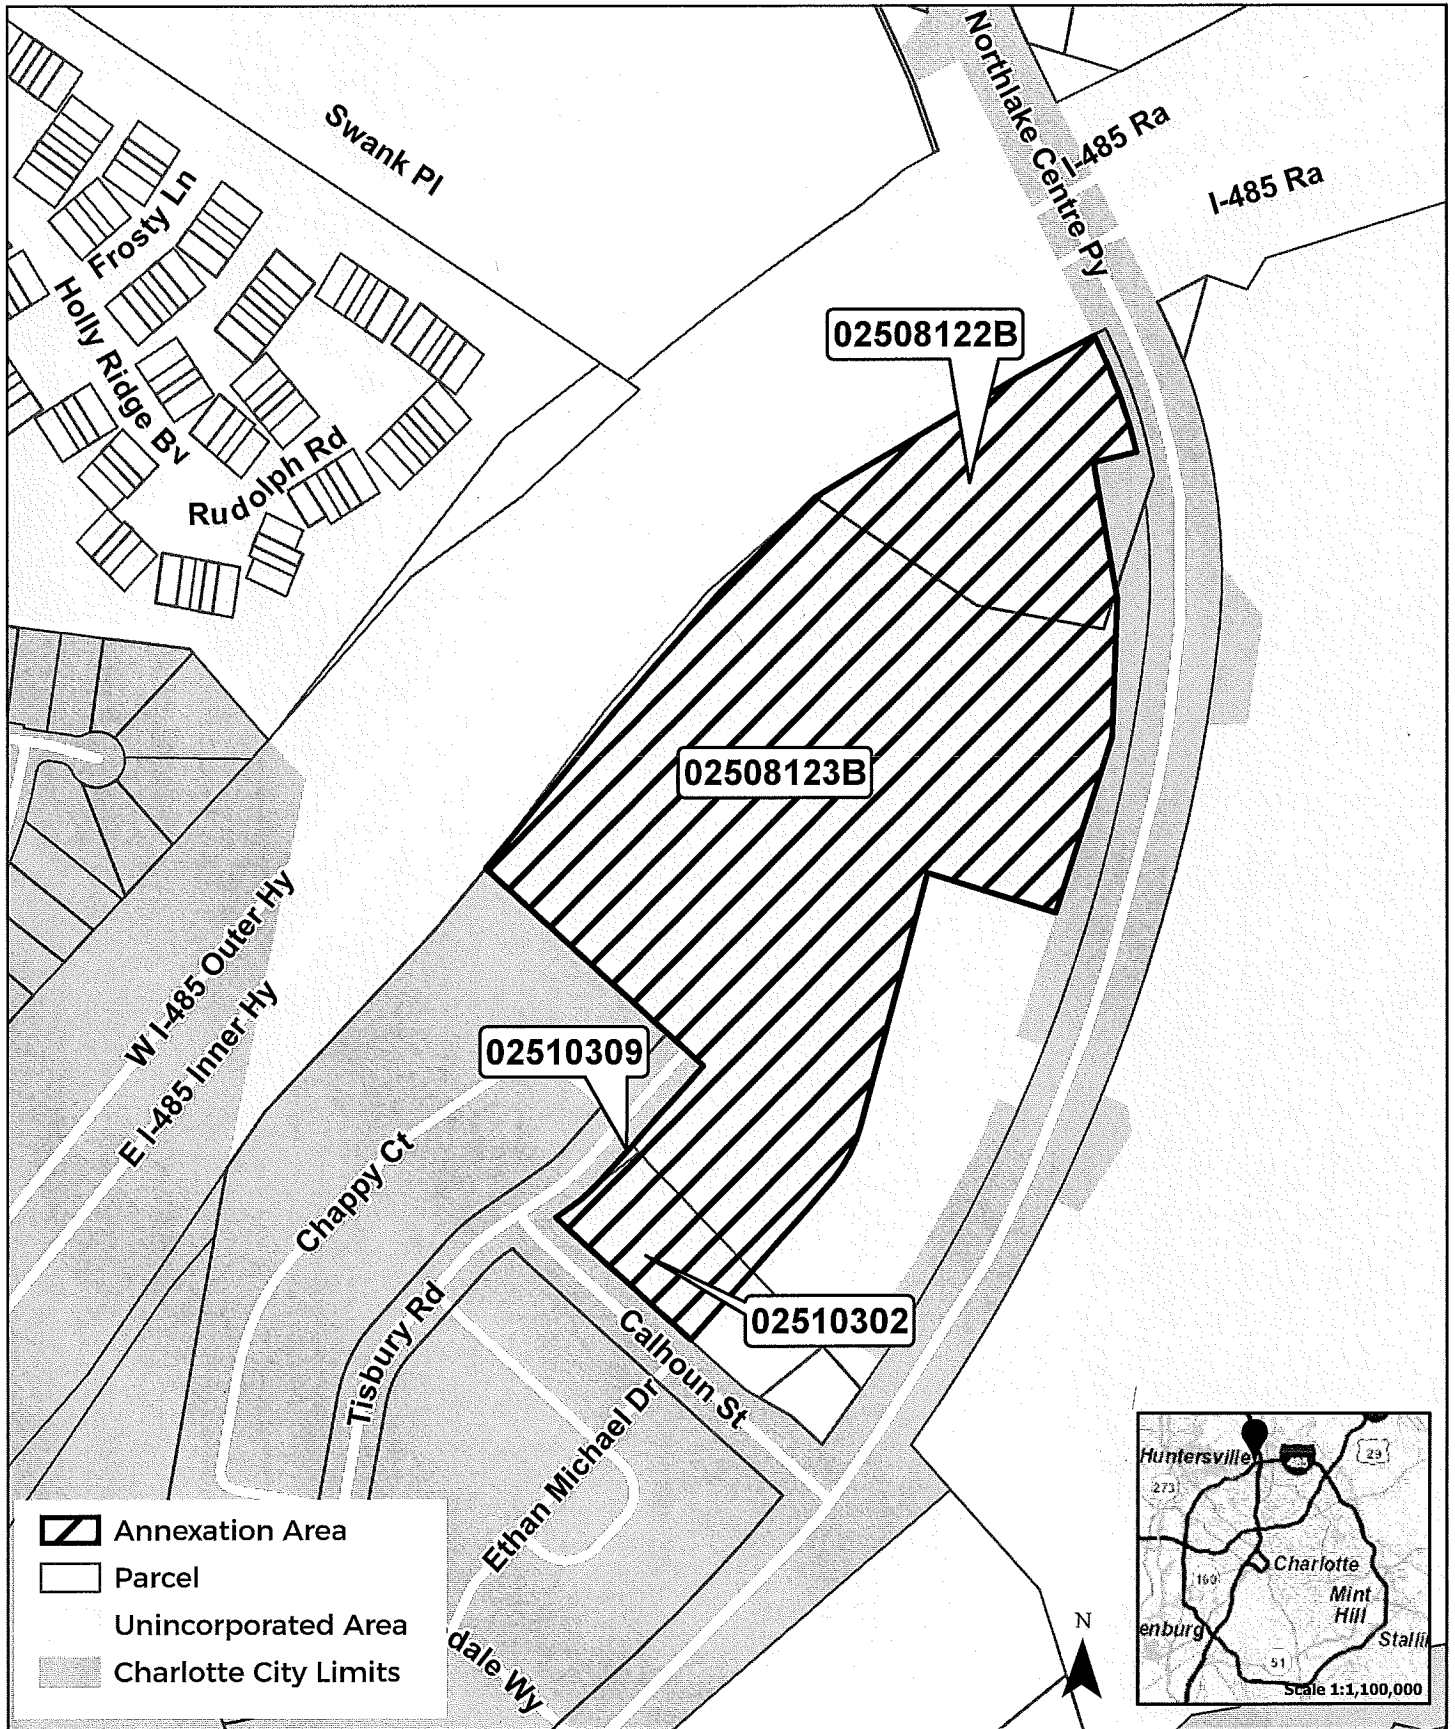 Northlake Centre Py
I-485 Ra
I-485 Ra
Swank Pl
Frosty Ln
Holly Ridge Bv
Rudolph Rd
02508122B
02508123B
W I-485 Outer Hy
E I-485 Inner Hy
02510309
Chappy Ct
Tisbury Rd
02510302
Calhoun St
Ethan Michael Dr
dale Wy
Annexation Area
Parcel
Unincorporated Area
Charlotte City Limits
N
Huntersville
29
273
Charlotte
160
Mint
Hill
enburg
Stalli
51
Scale 1:1,100,000